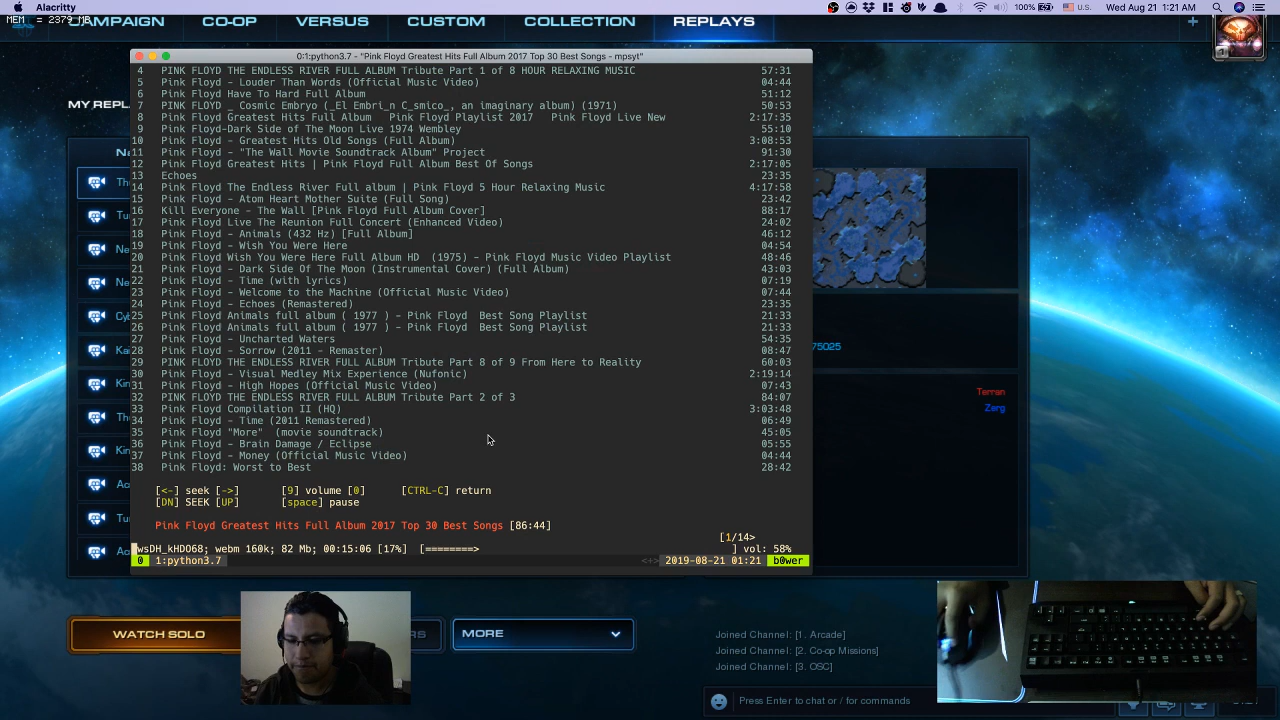 Alacritty
100%
U.S.
Wed Aug 21 1:21 AM
MEM = 2379 MB
CAMPAIGN
CO-OP
VERSUS
CUSTOM
COLLECTION
REPLAYS
0:1:python3.7 - "Pink Floyd Greatest Hits Full Album 2017 Top 30 Best Songs - mpsyt"
MY REPL
4 PINK FLOYD THE ENDLESS RIVER FULL ALBUM Tribute Part 1 of 8 HOUR RELAXING MUSIC 57:31
5 Pink Floyd - Louder Than Words (Official Music Video) 04:44
6 Pink Floyd Have To Hard Full Album 51:12
7 PINK FLOYD _ Cosmic Embryo (_El Embri_n C_smico_, an imaginary album) (1971) 50:53
8 Pink Floyd Greatest Hits Full Album Pink Floyd Playlist 2017 Pink Floyd Live New 2:17:35
9 Pink Floyd-Dark Side of The Moon Live 1974 Wembley 55:10
10 Pink Floyd - Greatest Hits Old Songs (Full Album) 3:08:53
11 Pink Floyd - "The Wall Movie Soundtrack Album" Project 91:30
12 Pink Floyd Greatest Hits | Pink Floyd Full Album Best Of Songs 2:17:05
13 Echoes 23:35
14 Pink Floyd The Endless River Full album | Pink Floyd 5 Hour Relaxing Music 4:17:58
15 Pink Floyd - Atom Heart Mother Suite (Full Song) 23:42
16 Kill Everyone - The Wall [Pink Floyd Full Album Cover] 88:17
17 Pink Floyd Live The Reunion Full Concert (Enhanced Video) 24:02
18 Pink Floyd - Animals (432 Hz) [Full Album] 46:12
19 Pink Floyd - Wish You Were Here 04:54
20 Pink Floyd Wish You Were Here Full Album HD (1975) - Pink Floyd Music Video Playlist 48:46
21 Pink Floyd - Dark Side Of The Moon (Instrumental Cover) (Full Album) 43:03
22 Pink Floyd - Time (with lyrics) 07:19
23 Pink Floyd - Welcome to the Machine (Official Music Video) 07:44
24 Pink Floyd - Echoes (Remastered) 23:35
25 Pink Floyd Animals full album ( 1977 ) - Pink Floyd Best Song Playlist 21:33
26 Pink Floyd Animals full album ( 1977 ) - Pink Floyd Best Song Playlist 21:33
27 Pink Floyd - Uncharted Waters 54:35
28 Pink Floyd - Sorrow (2011 - Remaster) 08:47
29 PINK FLOYD THE ENDLESS RIVER FULL ALBUM Tribute Part 8 of 9 From Here to Reality 60:03
30 Pink Floyd - Visual Medley Mix Experience (Nufonic) 2:19:14
31 Pink Floyd - High Hopes (Official Music Video) 07:43
32 PINK FLOYD THE ENDLESS RIVER FULL ALBUM Tribute Part 2 of 3 84:07
33 Pink Floyd Compilation II (HQ) 3:03:48
34 Pink Floyd - Time (2011 Remastered) 06:49
35 Pink Floyd "More" (movie soundtrack) 45:05
36 Pink Floyd - Brain Damage / Eclipse 05:55
37 Pink Floyd - Money (Official Music Video) 04:44
38 Pink Floyd: Worst to Best 28:42
[<-] seek [->] [9] volume [0] [CTRL-C] return
[DN] SEEK [UP] [space] pause
Pink Floyd Greatest Hits Full Album 2017 Top 30 Best Songs [86:44]
[1/14>
wsDH_kHDO68; webm 160k; 82 Mb; 00:15:06 [17%] [========> ] vol: 58%
0 1:python3.7 <÷> 2019-08-21 01:21 b0wer
75025
Terran
Zerg
WATCH SOLO
RS
MORE
Joined Channel: [1. Arcade]
Joined Channel: [2. Co-op Missions]
Joined Channel: [3. OSC]
Press Enter to chat or / for commands